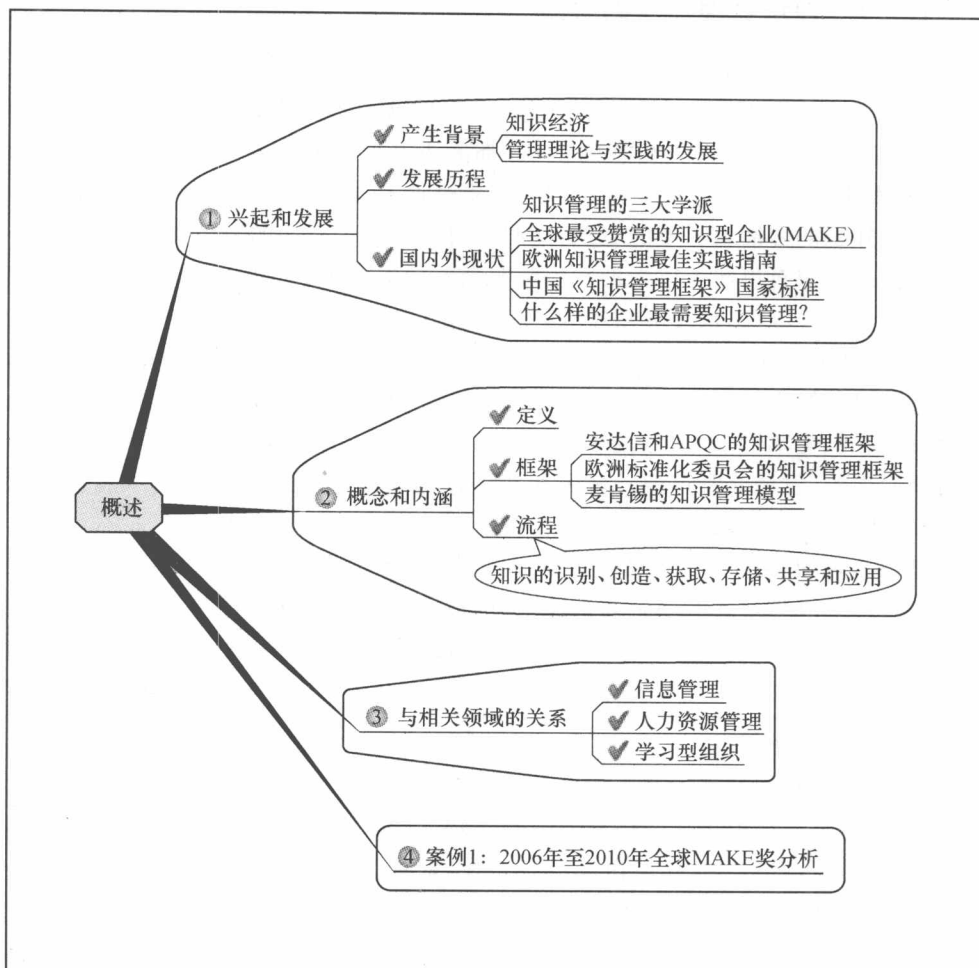 概述
① 兴起和发展
产生背景
知识经济
管理理论与实践的发展
发展历程
国内外现状
知识管理的三大学派
全球最受赞赏的知识型企业(MAKE)
欧洲知识管理最佳实践指南
中国《知识管理框架》国家标准
什么样的企业最需要知识管理?
② 概念和内涵
定义
框架
安达信和APQC的知识管理框架
欧洲标准化委员会的知识管理框架
麦肯锡的知识管理模型
流程
知识的识别、创造、获取、存储、共享和应用
③ 与相关领域的关系
信息管理
人力资源管理
学习型组织
④ 案例1：2006年至2010年全球MAKE奖分析